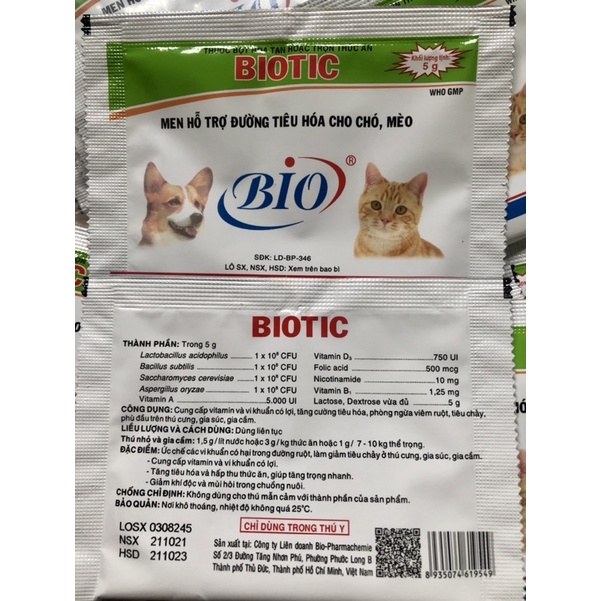 MEN HỖ
THUỐC BỘT HÒA TAN HOẶC TRỘN THỨC ĂN
BIOTIC
Khối lượng tịnh:
5 g
WHO GMP
MEN HỖ TRỢ ĐƯỜNG TIÊU HÓA CHO CHÓ, MÈO
BIO®
SĐK: LD-BP-346
LÔ SX, NSX, HSD: Xem trên bao bì
BIOTIC
THÀNH PHẦN: Trong 5 g
Lactobacillus acidophilus ........ 1 x 10⁸ CFU Vitamin D₃ ........ 750 UI
Bacillus subtilis ........ 1 x 10⁸ CFU Folic acid ........ 500 mcg
Saccharomyces cerevisiae ........ 1 x 10⁸ CFU Nicotinamide ........ 10 mg
Aspergillus oryzae ........ 1 x 10⁸ CFU Vitamin B₁ ........ 1,25 mg
Vitamin A ........ 5.000 UI Lactose, Dextrose vừa đủ ........ 5 g
CÔNG DỤNG: Cung cấp vitamin và vi khuẩn có lợi, tăng cường tiêu hóa, phòng ngừa viêm ruột, tiêu chảy,
phù đầu trên thú cưng, gia súc, gia cầm.
LIỀU LƯỢNG VÀ CÁCH DÙNG: Dùng liên tục
Thú nhỏ và gia cầm: 1,5 g/ lít nước hoặc 3 g/ kg thức ăn hoặc 1 g/ 7 - 10 kg thể trọng.
ĐẶC ĐIỂM: Ức chế các vi khuẩn có hại trong đường ruột, làm giảm tiêu chảy ở thú cưng, gia súc, gia cầm.
- Cung cấp vitamin và vi khuẩn có lợi.
- Tăng tiêu hóa và hấp thu thức ăn, giúp tăng trọng nhanh.
- Giảm khí độc và mùi hôi trong chuồng nuôi.
CHỐNG CHỈ ĐỊNH: Không dùng cho thú mẫn cảm với thành phần của sản phẩm.
BẢO QUẢN: Nơi khô thoáng, nhiệt độ không quá 25°C.
CHỈ DÙNG TRONG THÚ Y
LOSX 0308245
NSX 211021
HSD 211023
Sản xuất tại: Công ty Liên doanh Bio-Pharmachemie
Số 2/3 Đường Tăng Nhơn Phú, Phường Phước Long B
Thành phố Thủ Đức, Thành phố Hồ Chí Minh, Việt Nam
8 935074 619549